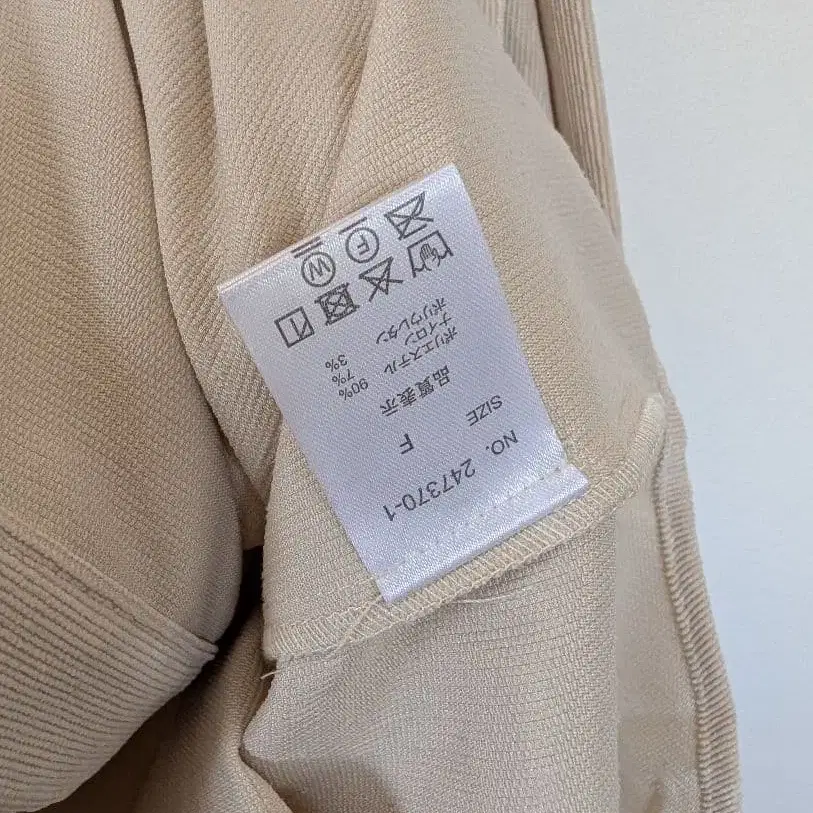 NO. 247370-1
SIZE F
品質表示
ポリエステル 90%
ナイロン 7%
ポリウレタン 3%
F
W